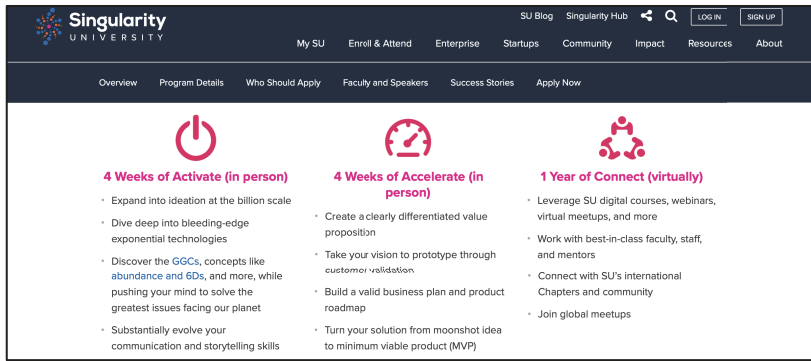 Singularity
UNIVERSITY
SU Blog Singularity Hub LOG IN SIGN UP
My SU Enroll & Attend Enterprise Startups Community Impact Resources About
Overview Program Details Who Should Apply Faculty and Speakers Success Stories Apply Now
4 Weeks of Activate (in person)
• Expand into ideation at the billion scale
• Dive deep into bleeding-edge
exponential technologies
• Discover the GGCs, concepts like
abundance and 6Ds, and more, while
pushing your mind to solve the
greatest issues facing our planet
• Substantially evolve your
communication and storytelling skills
4 Weeks of Accelerate (in
person)
• Create a clearly differentiated value
proposition
• Take your vision to prototype through
customer validation
• Build a valid business plan and product
roadmap
• Turn your solution from moonshot idea
to minimum viable product (MVP)
1 Year of Connect (virtually)
• Leverage SU digital courses, webinars,
virtual meetups, and more
• Work with best-in-class faculty, staff,
and mentors
• Connect with SU's international
Chapters and community
• Join global meetups